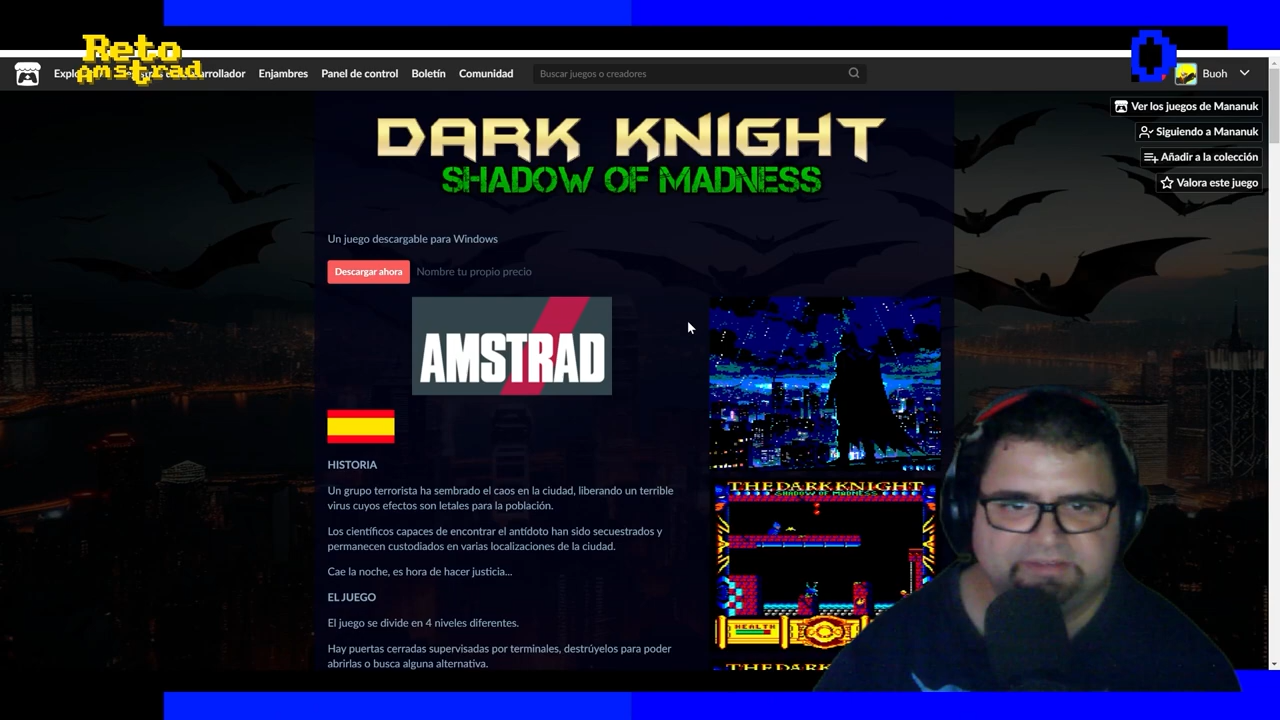 Reto
Amstrad
0
Explo
arrollador
Enjambres
Panel de control
Boletín
Comunidad
Buscar juegos o creadores
Buoh
Ver los juegos de Mananuk
Siguiendo a Mananuk
Añadir a la colección
Valora este juego
DARK KNIGHT
SHADOW OF MADNESS
Un juego descargable para Windows
Descargar ahora
Nombre tu propio precio
AMSTRAD
HISTORIA
Un grupo terrorista ha sembrado el caos en la ciudad, liberando un terrible
virus cuyos efectos son letales para la población.
Los científicos capaces de encontrar el antídoto han sido secuestrados y
permanecen custodiados en varias localizaciones de la ciudad.
Cae la noche, es hora de hacer justicia...
EL JUEGO
El juego se divide en 4 niveles diferentes.
Hay puertas cerradas supervisadas por terminales, destrúyelos para poder
abrirlas o busca alguna alternativa.
THE DARK KNIGHT
SHADOW OF MADNESS
HEALTH
THE DARK